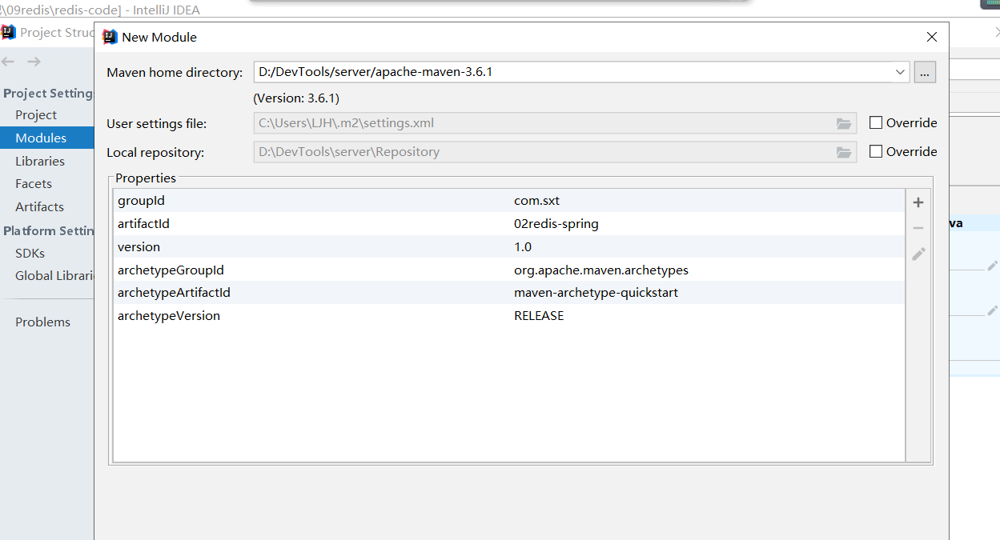 \09redis\redis-code] - IntelliJ IDEA
Project Struc
New Module
Project Setting
Project
Modules
Libraries
Facets
Artifacts
Platform Settin
SDKs
Global Librari
Problems
Maven home directory: D:/DevTools/server/apache-maven-3.6.1 ...
(Version: 3.6.1)
User settings file: C:\Users\LJH\.m2\settings.xml Override
Local repository: D:\DevTools\server\Repository Override
Properties
groupId com.sxt
artifactId 02redis-spring
version 1.0
archetypeGroupId org.apache.maven.archetypes
archetypeArtifactId maven-archetype-quickstart
archetypeVersion RELEASE
va